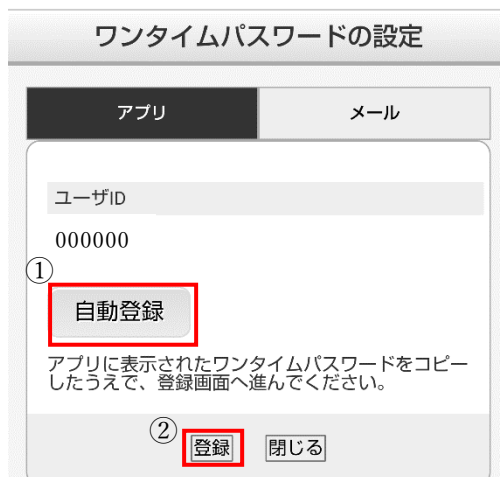 ワンタイムパスワードの設定
アプリ メール
ユーザID
000000
①
自動登録
アプリに表示されたワンタイムパスワードをコピー
したうえで、登録画面へ進んでください。
② 登録 閉じる